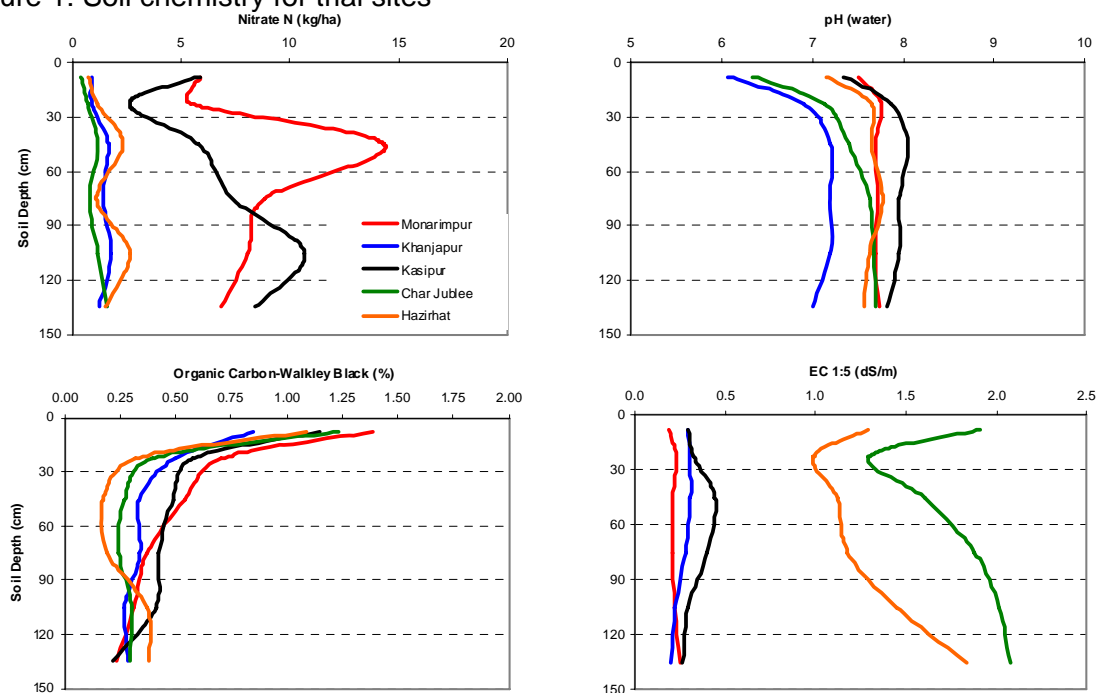 ure 1: Soil chemistry for trial sites
Nitrate N (kg/ha)
0 5 10 15 20
0
30
60
90
120
150
Soil Depth (cm)
Monarimpur
Khanjapur
Kasipur
Char Jublee
Hazirhat
pH (water)
5 6 7 8 9 10
0
30
60
90
120
150
Organic Carbon-Walkley Black (%)
0.00 0.25 0.50 0.75 1.00 1.25 1.50 1.75 2.00
0
30
60
90
120
150
Soil Depth (cm)
EC 1:5 (dS/m)
0.0 0.5 1.0 1.5 2.0 2.5
0
30
60
90
120
150